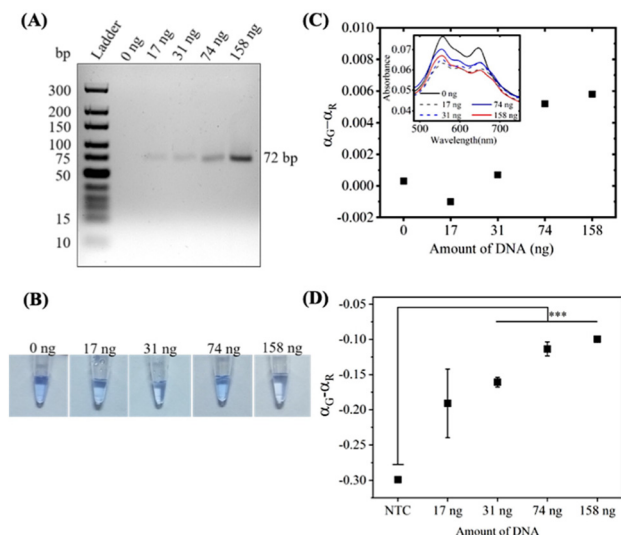 (A)
bp
Ladder
0 ng
17 ng
31 ng
74 ng
158 ng
300
200
150
100
75
50
15
10
72 bp
(B)
0 ng 17 ng 31 ng 74 ng 158 ng
(C)
αG–αR
0.010
0.008
0.006
0.004
0.002
0.000
-0.002
0 17 31 74 158
Amount of DNA (ng)
Absorbance
0.07
0.06
0.05
0.04
0 ng
17 ng 74 ng
31 ng 158 ng
500 600 700
Wavelength(nm)
(D)
αG-αR
-0.05
-0.10
-0.15
-0.20
-0.25
-0.30
***
NTC 17 ng 31 ng 74 ng 158 ng
Amount of DNA